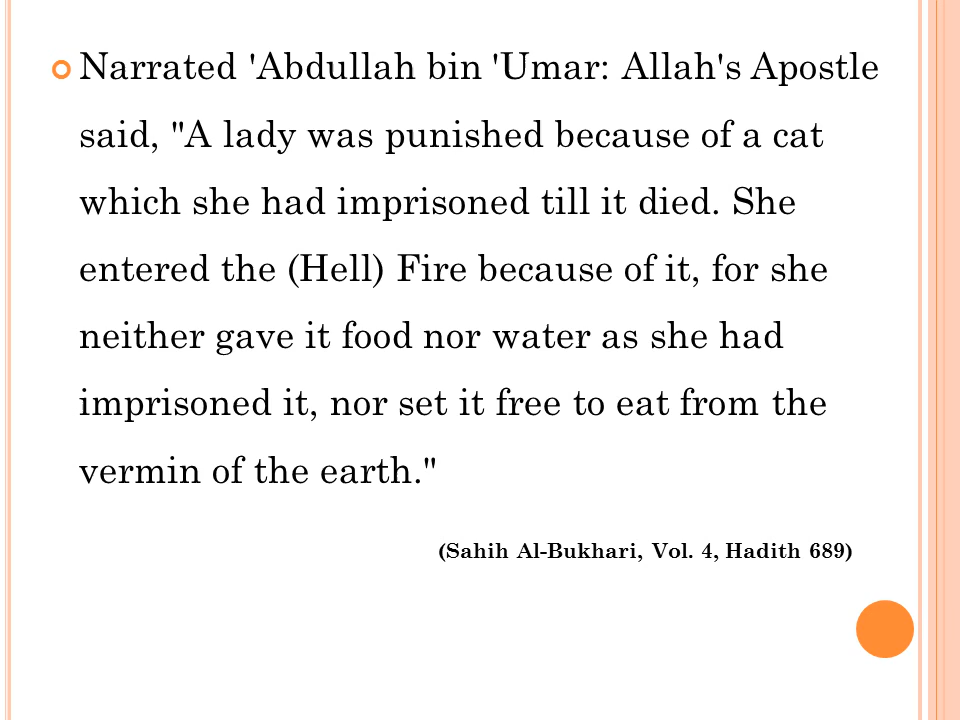 Narrated 'Abdullah bin 'Umar: Allah's Apostle
said, "A lady was punished because of a cat
which she had imprisoned till it died. She
entered the (Hell) Fire because of it, for she
neither gave it food nor water as she had
imprisoned it, nor set it free to eat from the
vermin of the earth."
(Sahih Al-Bukhari, Vol. 4, Hadith 689)